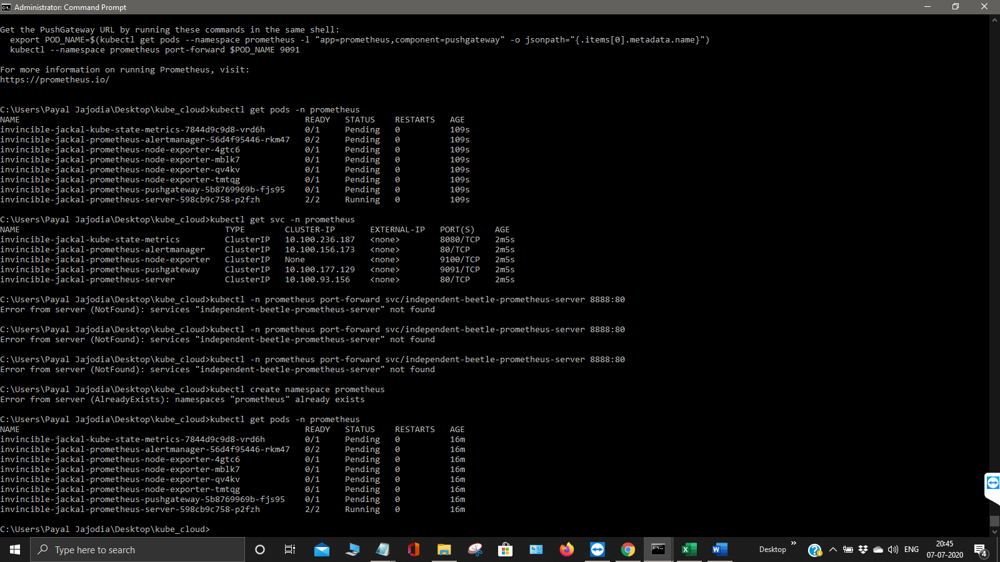 Administrator: Command Prompt
Get the PushGateway URL by running these commands in the same shell:
  export POD_NAME=$(kubectl get pods --namespace prometheus -l "app=prometheus,component=pushgateway" -o jsonpath="{.items[0].metadata.name}")
  kubectl --namespace prometheus port-forward $POD_NAME 9091
For more information on running Prometheus, visit:
https://prometheus.io/
C:\Users\Payal Jajodia\Desktop\kube_cloud>kubectl get pods -n prometheus
NAME READY STATUS RESTARTS AGE
invincible-jackal-kube-state-metrics-7844d9c9d8-vrd6h 0/1 Pending 0 109s
invincible-jackal-prometheus-alertmanager-56d4f95446-rkm47 0/2 Pending 0 109s
invincible-jackal-prometheus-node-exporter-4gtc6 0/1 Pending 0 109s
invincible-jackal-prometheus-node-exporter-mblk7 0/1 Pending 0 109s
invincible-jackal-prometheus-node-exporter-qv4kv 0/1 Pending 0 109s
invincible-jackal-prometheus-node-exporter-tmtqg 0/1 Pending 0 109s
invincible-jackal-prometheus-pushgateway-5b8769969b-fjs95 0/1 Pending 0 109s
invincible-jackal-prometheus-server-598cb9c758-p2fzh 2/2 Running 0 109s
C:\Users\Payal Jajodia\Desktop\kube_cloud>kubectl get svc -n prometheus
NAME TYPE CLUSTER-IP EXTERNAL-IP PORT(S) AGE
invincible-jackal-kube-state-metrics ClusterIP 10.100.236.187 <none> 8080/TCP 2m5s
invincible-jackal-prometheus-alertmanager ClusterIP 10.100.156.173 <none> 80/TCP 2m5s
invincible-jackal-prometheus-node-exporter ClusterIP None <none> 9100/TCP 2m5s
invincible-jackal-prometheus-pushgateway ClusterIP 10.100.177.129 <none> 9091/TCP 2m5s
invincible-jackal-prometheus-server ClusterIP 10.100.93.156 <none> 80/TCP 2m5s
C:\Users\Payal Jajodia\Desktop\kube_cloud>kubectl -n prometheus port-forward svc/independent-beetle-prometheus-server 8888:80
Error from server (NotFound): services "independent-beetle-prometheus-server" not found
C:\Users\Payal Jajodia\Desktop\kube_cloud>kubectl -n prometheus port-forward svc/independent-beetle-prometheus-server 8888:80
Error from server (NotFound): services "independent-beetle-prometheus-server" not found
C:\Users\Payal Jajodia\Desktop\kube_cloud>kubectl -n prometheus port-forward svc/independent-beetle-prometheus-server 8888:80
Error from server (NotFound): services "independent-beetle-prometheus-server" not found
C:\Users\Payal Jajodia\Desktop\kube_cloud>kubectl create namespace prometheus
Error from server (AlreadyExists): namespaces "prometheus" already exists
C:\Users\Payal Jajodia\Desktop\kube_cloud>kubectl get pods -n prometheus
NAME READY STATUS RESTARTS AGE
invincible-jackal-kube-state-metrics-7844d9c9d8-vrd6h 0/1 Pending 0 16m
invincible-jackal-prometheus-alertmanager-56d4f95446-rkm47 0/2 Pending 0 16m
invincible-jackal-prometheus-node-exporter-4gtc6 0/1 Pending 0 16m
invincible-jackal-prometheus-node-exporter-mblk7 0/1 Pending 0 16m
invincible-jackal-prometheus-node-exporter-qv4kv 0/1 Pending 0 16m
invincible-jackal-prometheus-node-exporter-tmtqg 0/1 Pending 0 16m
invincible-jackal-prometheus-pushgateway-5b8769969b-fjs95 0/1 Pending 0 16m
invincible-jackal-prometheus-server-598cb9c758-p2fzh 2/2 Running 0 16m
C:\Users\Payal Jajodia\Desktop\kube_cloud>
Type here to search
Desktop
ENG
20:45
07-07-2020
4